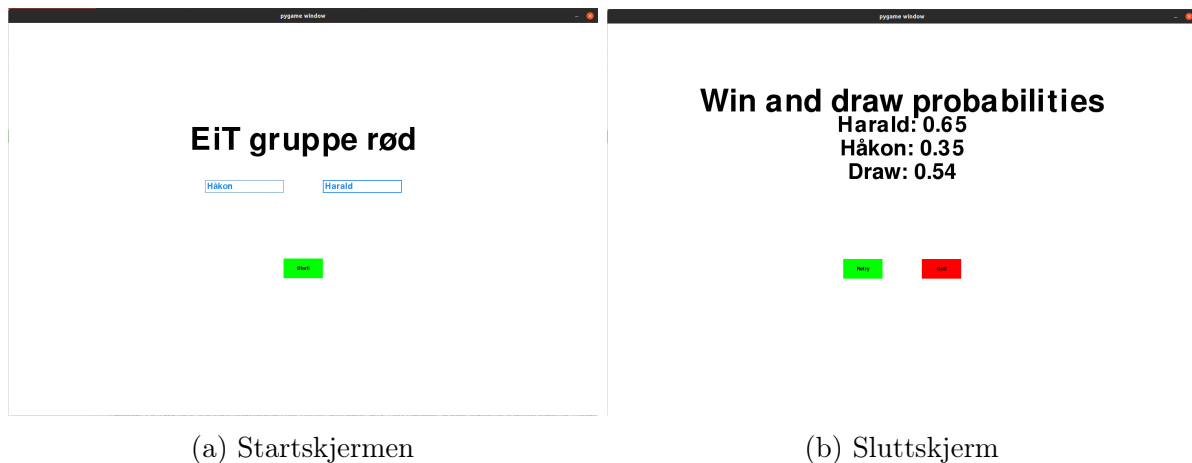 pygame window
EiT gruppe rød
Håkon
Harald
Start!
(a) Startskjermen
pygame window
Win and draw probabilities
Harald: 0.65
Håkon: 0.35
Draw: 0.54
Retry
Quit
(b) Sluttskjerm